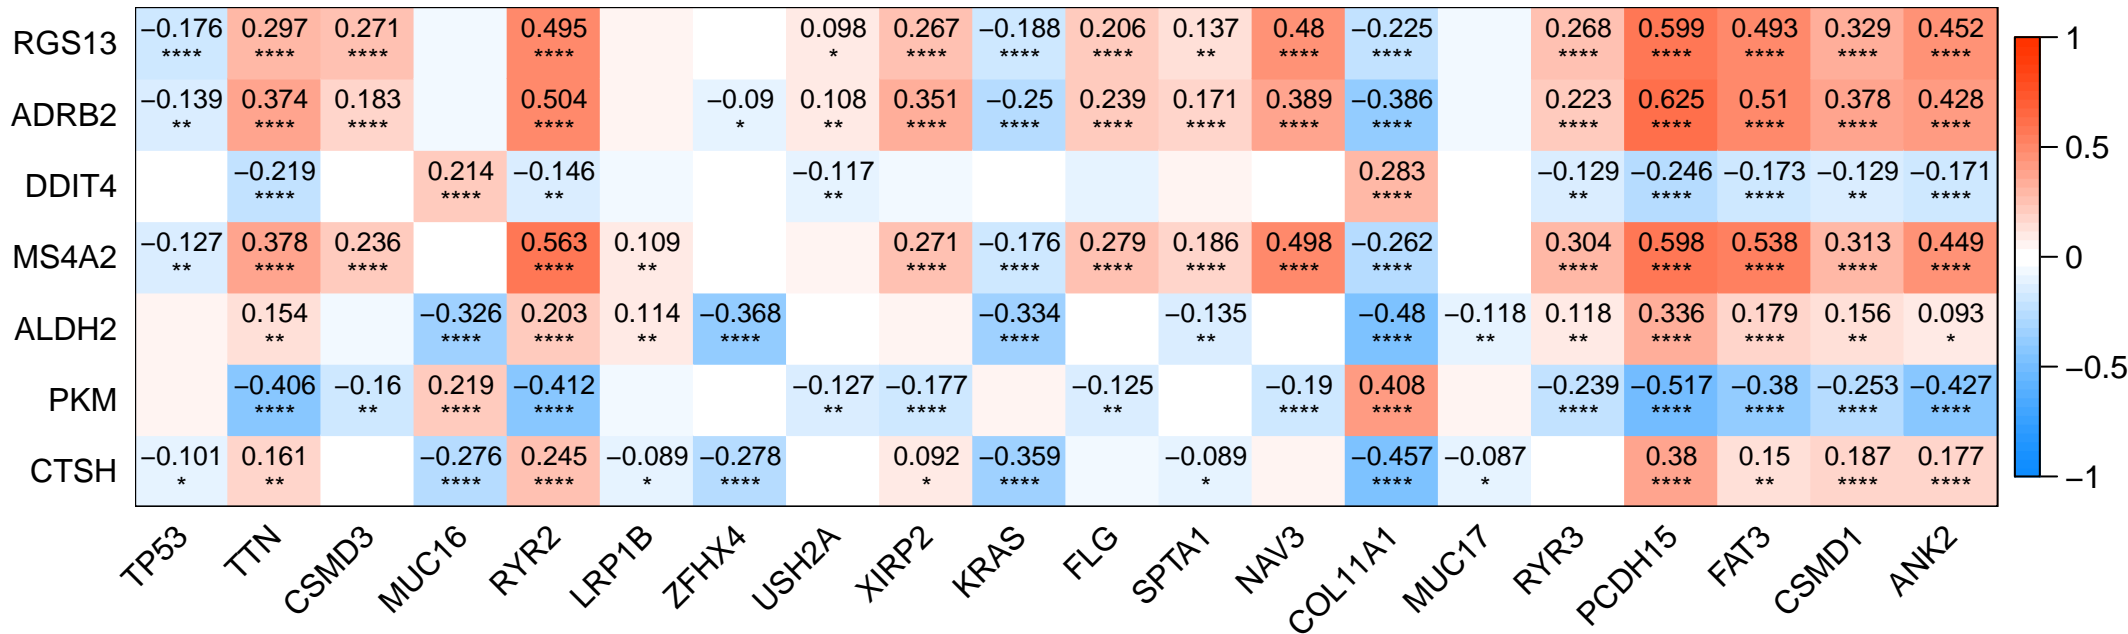 RGS13 −0.176 0.297 0.271 0.495 0.098 0.267 −0.188 0.206 0.137 0.48 −0.225 0.268 0.599 0.493 0.329 0.452
**** **** **** **** * **** **** **** ** **** **** **** **** **** **** ****
ADRB2 −0.139 0.374 0.183 0.504 −0.09 0.108 0.351 −0.25 0.239 0.171 0.389 −0.386 0.223 0.625 0.51 0.378 0.428
** **** **** **** * ** **** **** **** **** **** **** **** **** **** **** ****
DDIT4 −0.219 0.214 −0.146 −0.117 0.283 −0.129 −0.246 −0.173 −0.129 −0.171
**** **** ** ** **** ** **** **** ** ****
MS4A2 −0.127 0.378 0.236 0.563 0.109 0.271 −0.176 0.279 0.186 0.498 −0.262 0.304 0.598 0.538 0.313 0.449
** **** **** **** ** **** **** **** **** **** **** **** **** **** **** ****
ALDH2 0.154 −0.326 0.203 0.114 −0.368 −0.334 −0.135 −0.48 −0.118 0.118 0.336 0.179 0.156 0.093
** **** **** ** **** **** ** **** ** ** **** **** ** *
PKM −0.406 −0.16 0.219 −0.412 −0.127 −0.177 −0.125 −0.19 0.408 −0.239 −0.517 −0.38 −0.253 −0.427
**** ** **** **** ** **** ** **** **** **** **** **** **** ****
CTSH −0.101 0.161 −0.276 0.245 −0.089 −0.278 0.092 −0.359 −0.089 −0.457 −0.087 0.38 0.15 0.187 0.177
* ** **** **** * **** * **** * **** * **** ** **** ****
TP53 TTN CSMD3 MUC16 RYR2 LRP1B ZFHX4 USH2A XIRP2 KRAS FLG SPTA1 NAV3 COL11A1 MUC17 RYR3 PCDH15 FAT3 CSMD1 ANK2
1
0.5
0
−0.5
−1